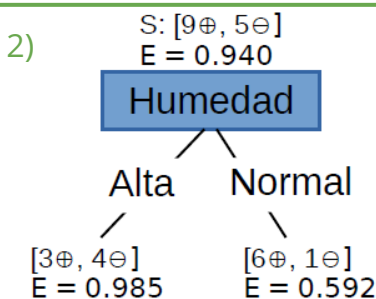 2)
S: [9⊕, 5⊖]
E = 0.940
Humedad
Alta Normal
[3⊕, 4⊖] [6⊕, 1⊖]
E = 0.985 E = 0.592